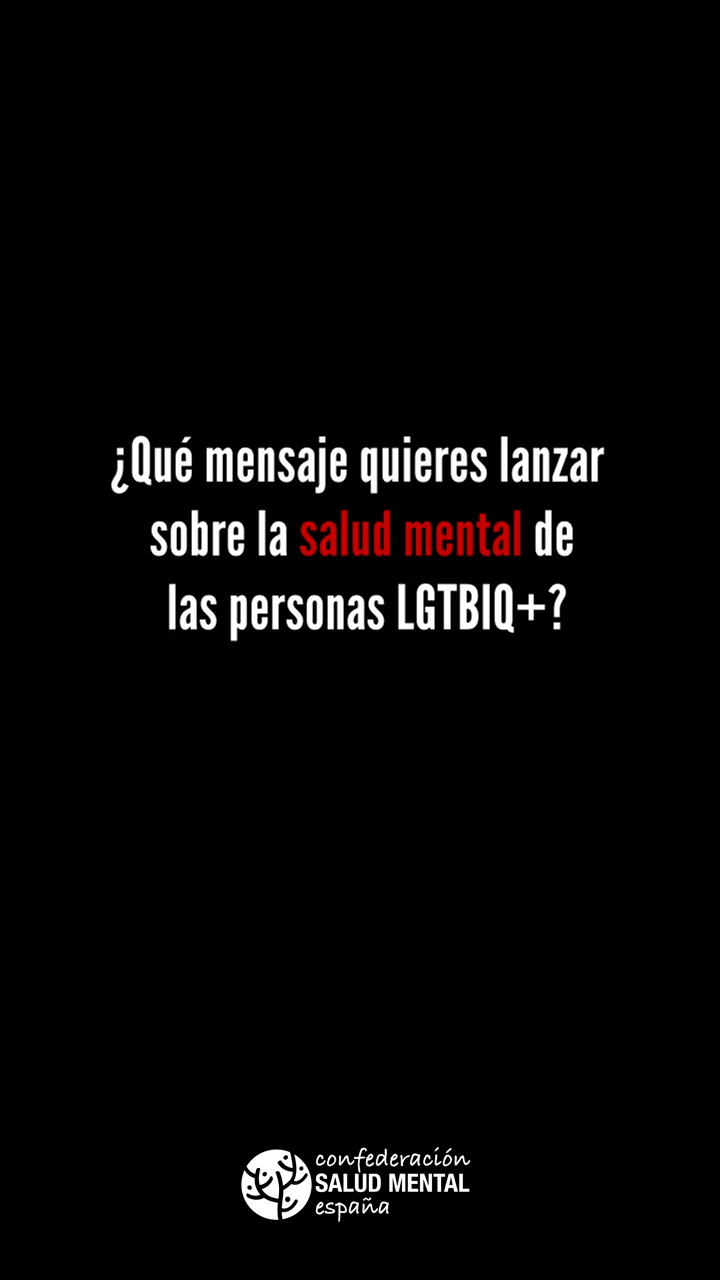 ¿Qué mensaje quieres lanzar
sobre la salud mental de
las personas LGTBIQ+?
confederación
SALUD MENTAL
españa